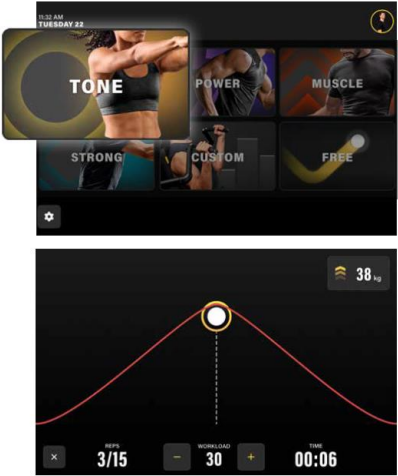 11:32 AM
TUESDAY 22
TONE
POWER
MUSCLE
STRONG
CUSTOM
FREE
38 kg
REPS
3/15
WORKLOAD
− 30 +
TIME
00:06
×